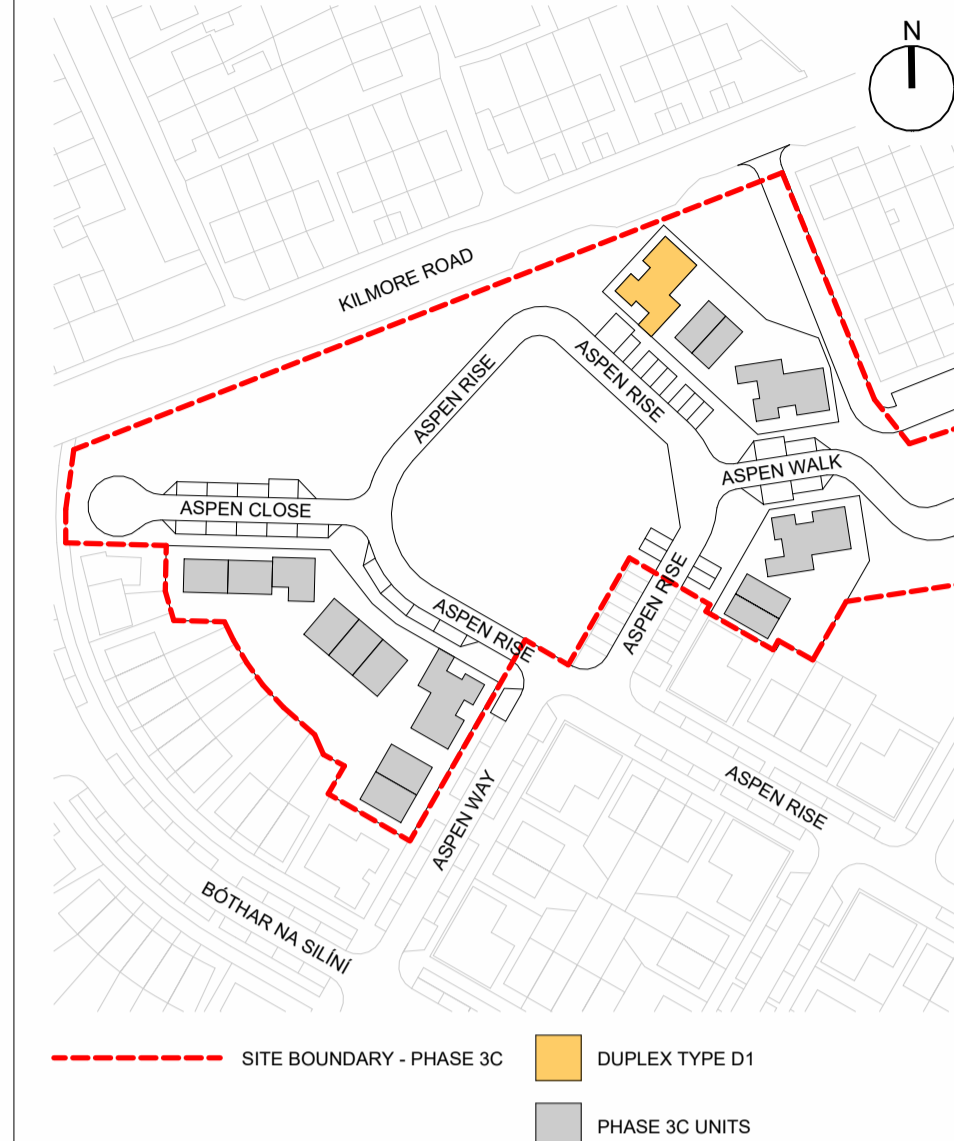 N
KILMORE ROAD
ASPEN RISE
ASPEN RISE
ASPEN WALK
ASPEN CLOSE
ASPEN RISE
ASPEN RISE
ASPEN RISE
ASPEN WAY
BÓTHAR NA SILÍNÍ
SITE BOUNDARY - PHASE 3C
DUPLEX TYPE D1
PHASE 3C UNITS